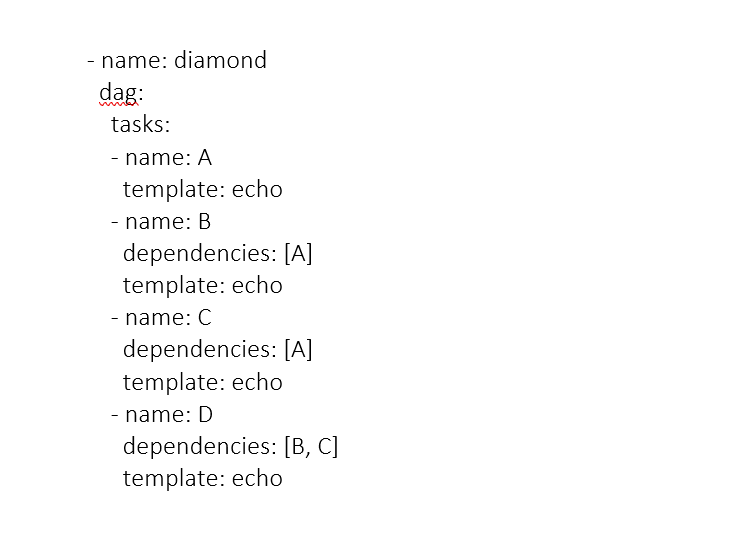 - name: diamond
dag:
tasks:
- name: A
template: echo
- name: B
dependencies: [A]
template: echo
- name: C
dependencies: [A]
template: echo
- name: D
dependencies: [B, C]
template: echo